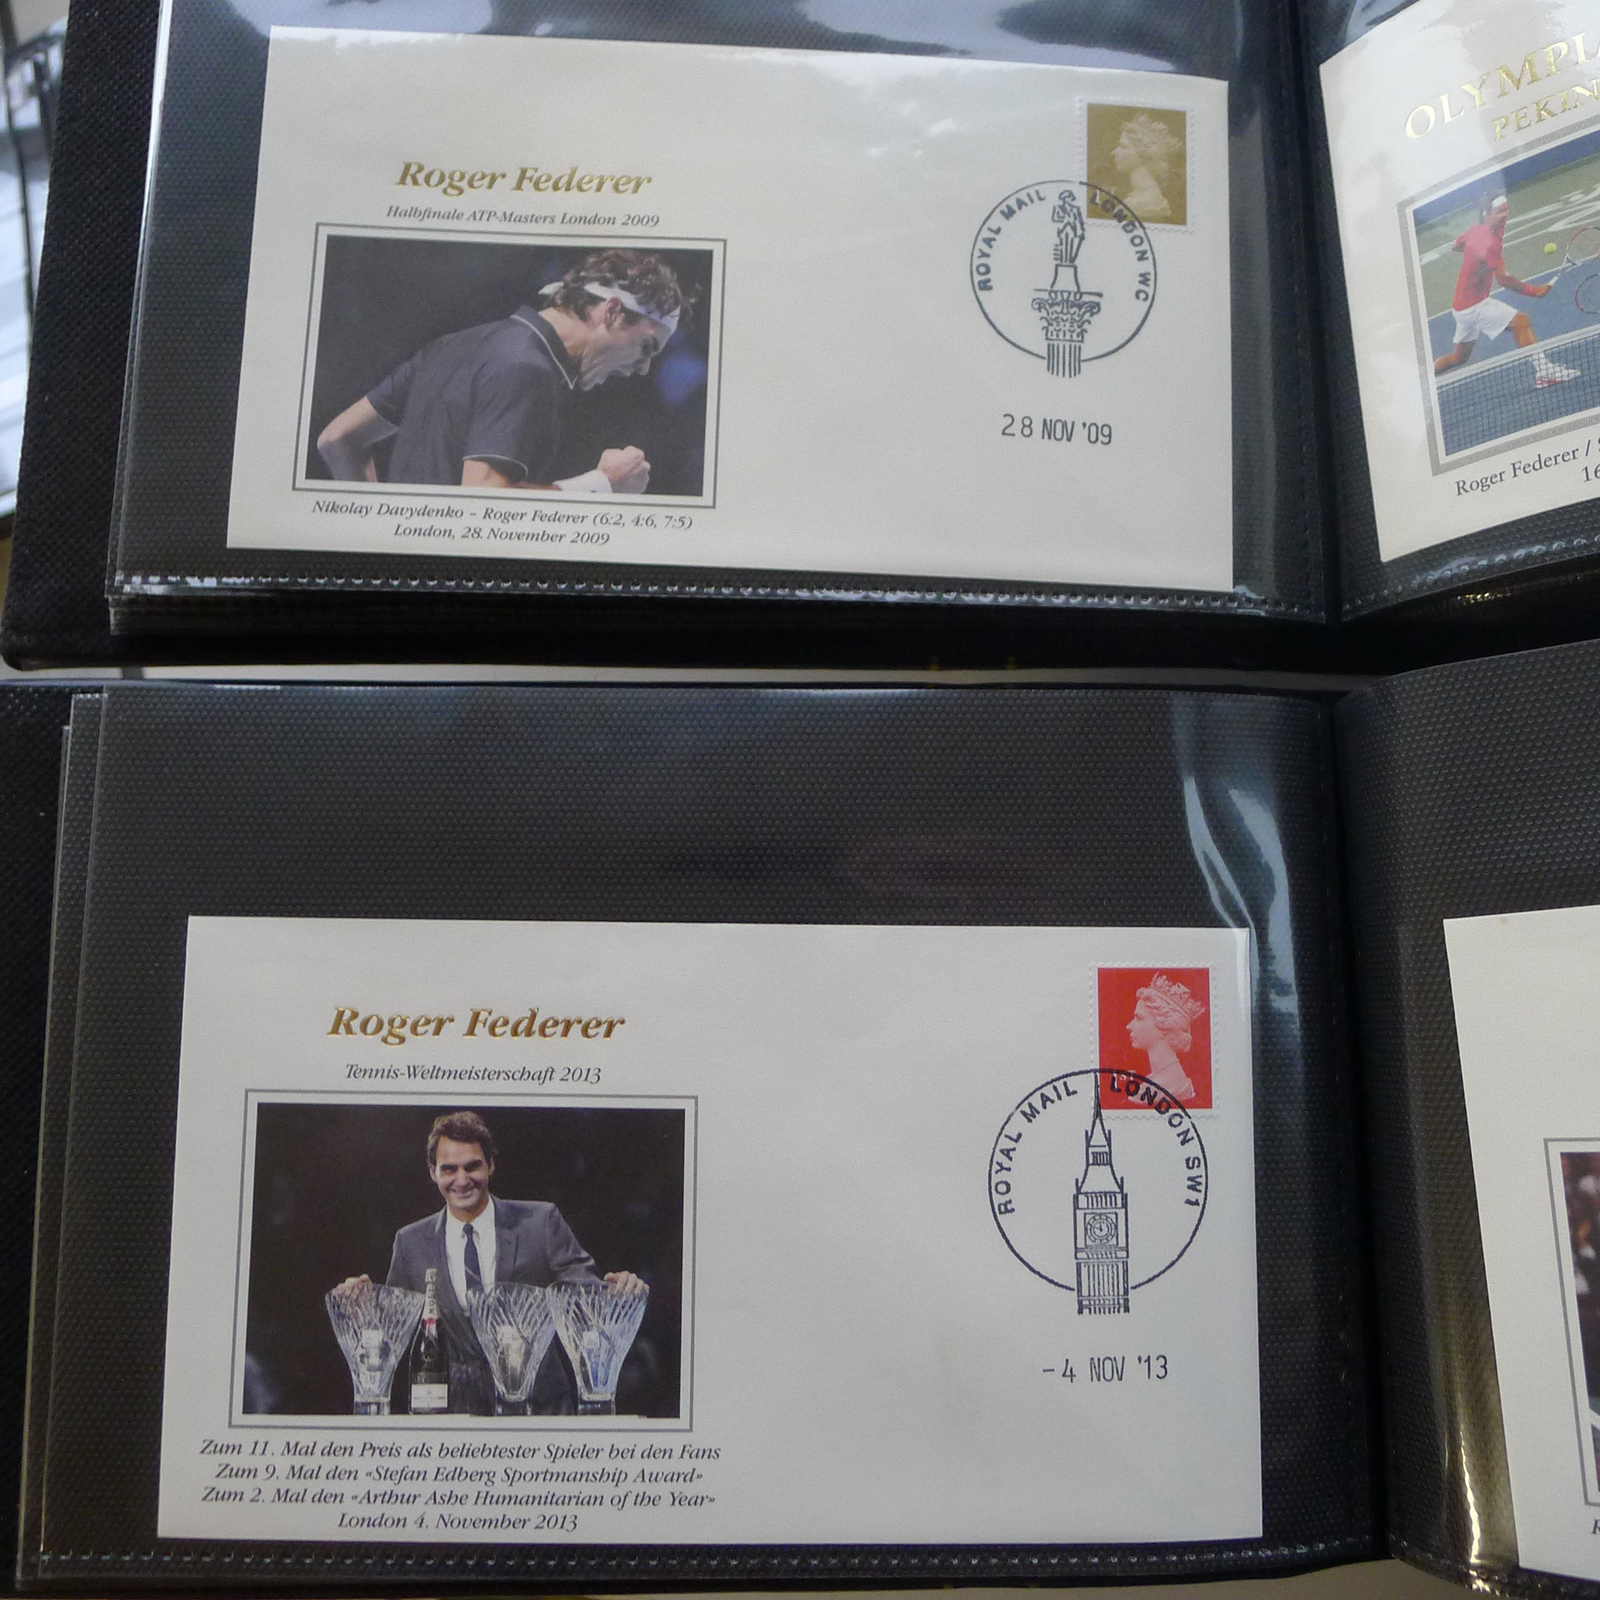 Roger Federer
Halbfinale ATP-Masters London 2009
Nikolay Davydenko – Roger Federer (6:2, 4:6, 7:5)
London, 28. November 2009
ROYAL MAIL LONDON WC
28 NOV '09
OLYMPI
PEKIN
Roger Federer /
16
Roger Federer
Tennis-Weltmeisterschaft 2013
Zum 11. Mal den Preis als beliebtester Spieler bei den Fans
Zum 9. Mal den «Stefan Edberg Sportmanship Award»
Zum 2. Mal den «Arthur Ashe Humanitarian of the Year»
London 4. November 2013
1ST
ROYAL MAIL LONDON SW1
-4 NOV '13